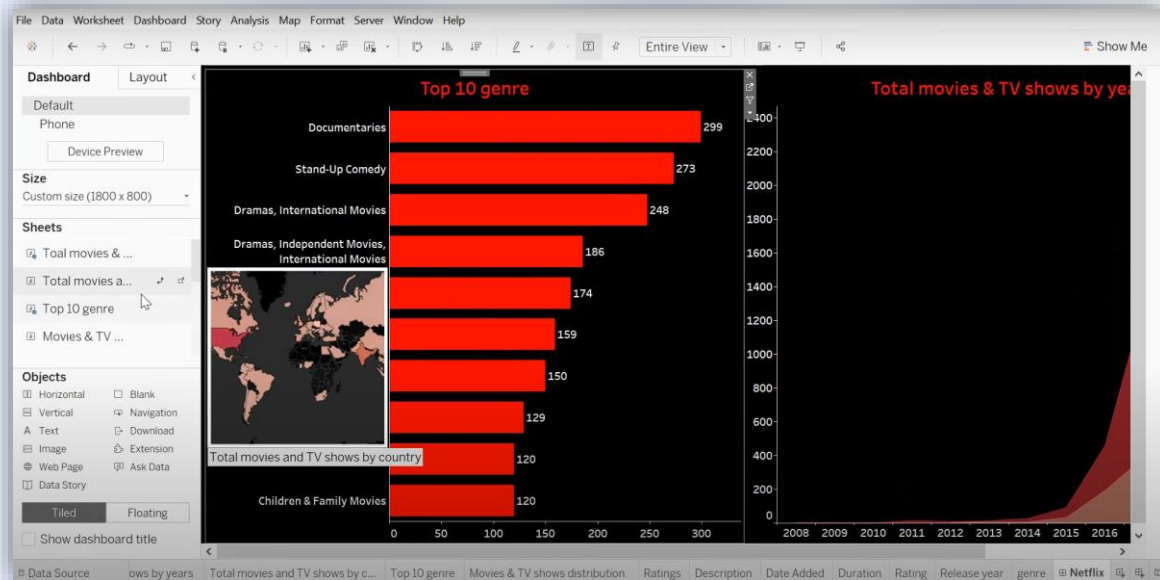 File Data Worksheet Dashboard Story Analysis Map Format Server Window Help
Entire View
Show Me
Dashboard Layout
Default
Phone
Device Preview
Size
Custom size (1800 x 800)
Sheets
Toal movies & ...
Total movies a...
Top 10 genre
Movies & TV ...
Objects
Horizontal Blank
Vertical Navigation
A Text Download
Image Extension
Web Page Ask Data
Data Story
Tiled Floating
Show dashboard title
Top 10 genre
Documentaries 299
Stand-Up Comedy 273
Dramas, International Movies 248
Dramas, Independent Movies,
International Movies 186
174
159
150
129
120
Children & Family Movies 120
0 50 100 150 200 250 300
Total movies and TV shows by country
Total movies & TV shows by yea
2400
2200
2000
1800
1600
1400
1200
1000
800
600
400
200
0
2008 2009 2010 2011 2012 2013 2014 2015 2016
Data Source ows by years Total movies and TV shows by c... Top 10 genre Movies & TV shows distribution Ratings Description Date Added Duration Rating Release year genre Netflix